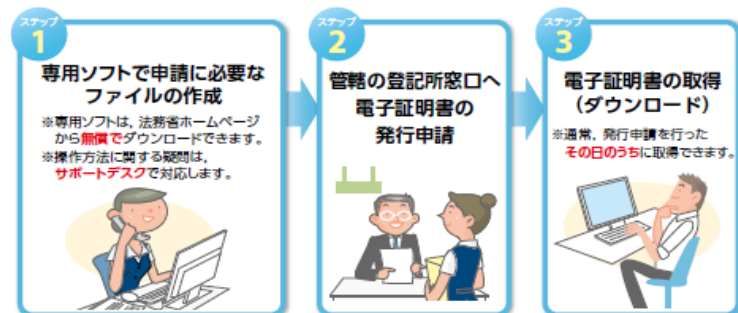 ステップ
1
専用ソフトで申請に必要な
ファイルの作成
※専用ソフトは，法務省ホームページ
から無償でダウンロードできます。
※操作方法に関する疑問は，
サポートデスクで対応します。
ステップ
2
管轄の登記所窓口へ
電子証明書の
発行申請
ステップ
3
電子証明書の取得
（ダウンロード）
※通常，発行申請を行った
その日のうちに取得できます。